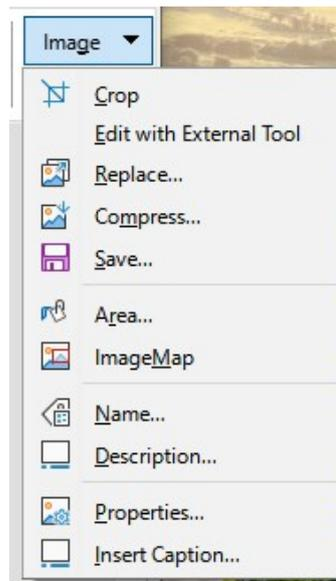 Image
Crop
Edit with External Tool
Replace...
Compress...
Save...
Area...
ImageMap
Name...
Description...
Properties...
Insert Caption...